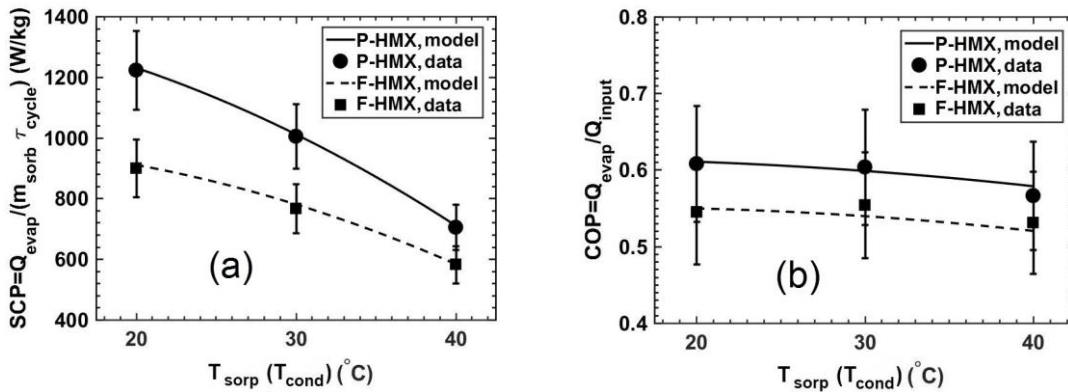 SCP=Q_evap/(m_sorb τ_cycle) (W/kg)
1400
1200
1000
800
600
400
P-HMX, model
P-HMX, data
F-HMX, model
F-HMX, data
(a)
20 30 40
T_sorp (T_cond) (°C)
COP=Q_evap/Q_input
0.8
0.7
0.6
0.5
0.4
P-HMX, model
P-HMX, data
F-HMX, model
F-HMX, data
(b)
20 30 40
T_sorp (T_cond) (°C)